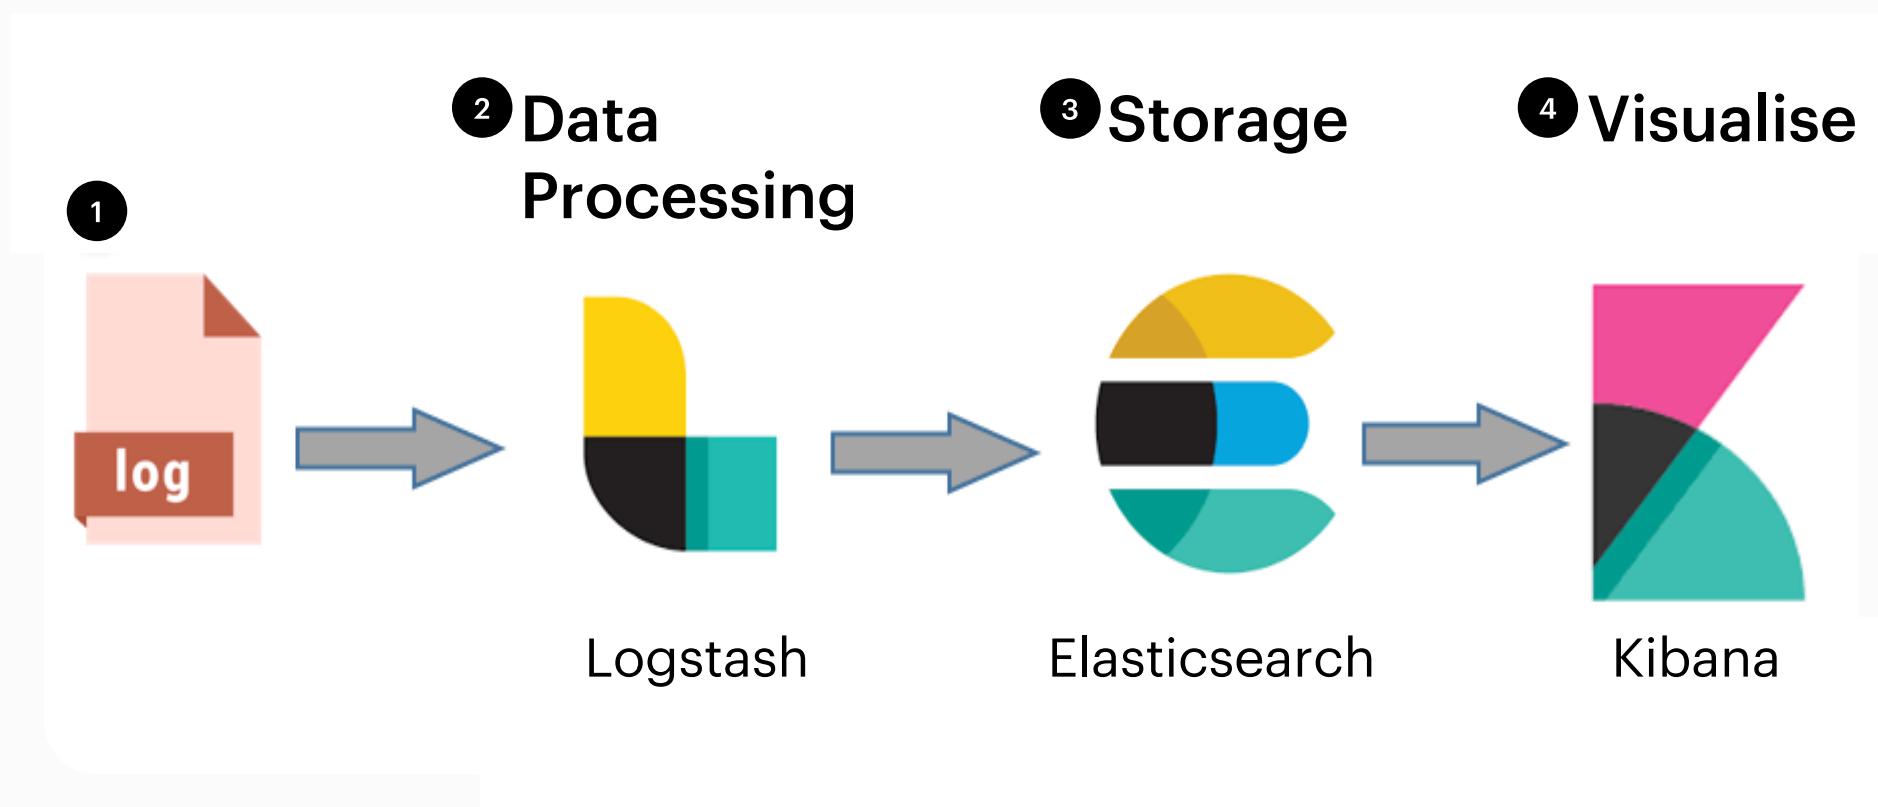 1
log
2 Data
Processing
Logstash
3 Storage
Elasticsearch
4 Visualise
Kibana